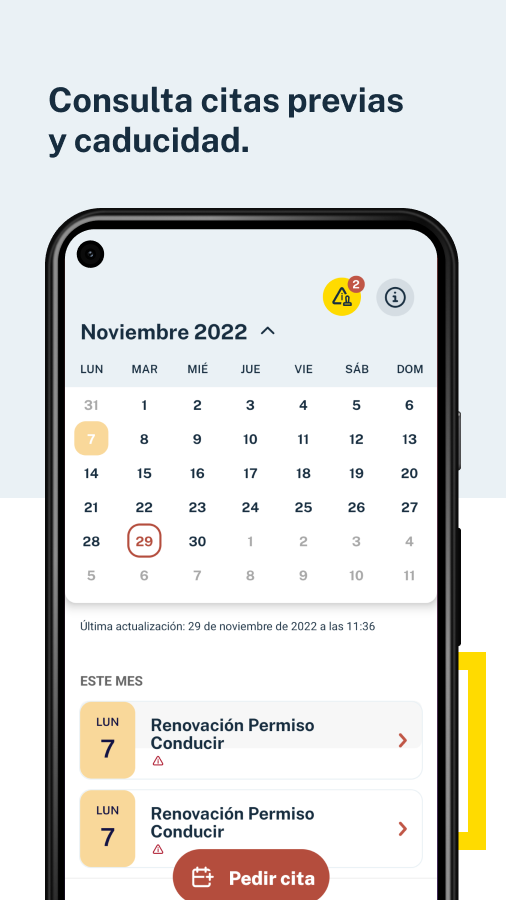 Consulta citas previas
y caducidad.
2
Noviembre 2022
LUN MAR MIÉ JUE VIE SÁB DOM
31 1 2 3 4 5 6
7 8 9 10 11 12 13
14 15 16 17 18 19 20
21 22 23 24 25 26 27
28 29 30 1 2 3 4
5 6 7 8 9 10 11
Última actualización: 29 de noviembre de 2022 a las 11:36
ESTE MES
LUN
7
Renovación Permiso
Conducir
LUN
7
Renovación Permiso
Conducir
Pedir cita